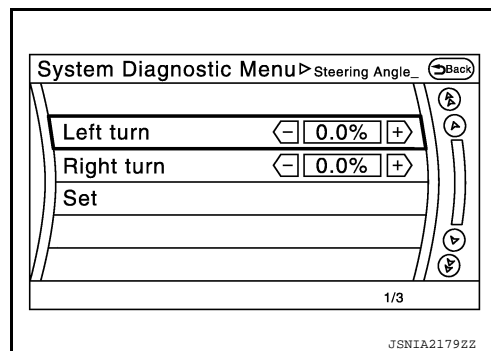 System Diagnostic Menu▷Steering Angle_ Back
Left turn − 0.0% +
Right turn − 0.0% +
Set
1/3
JSNIA2179ZZ